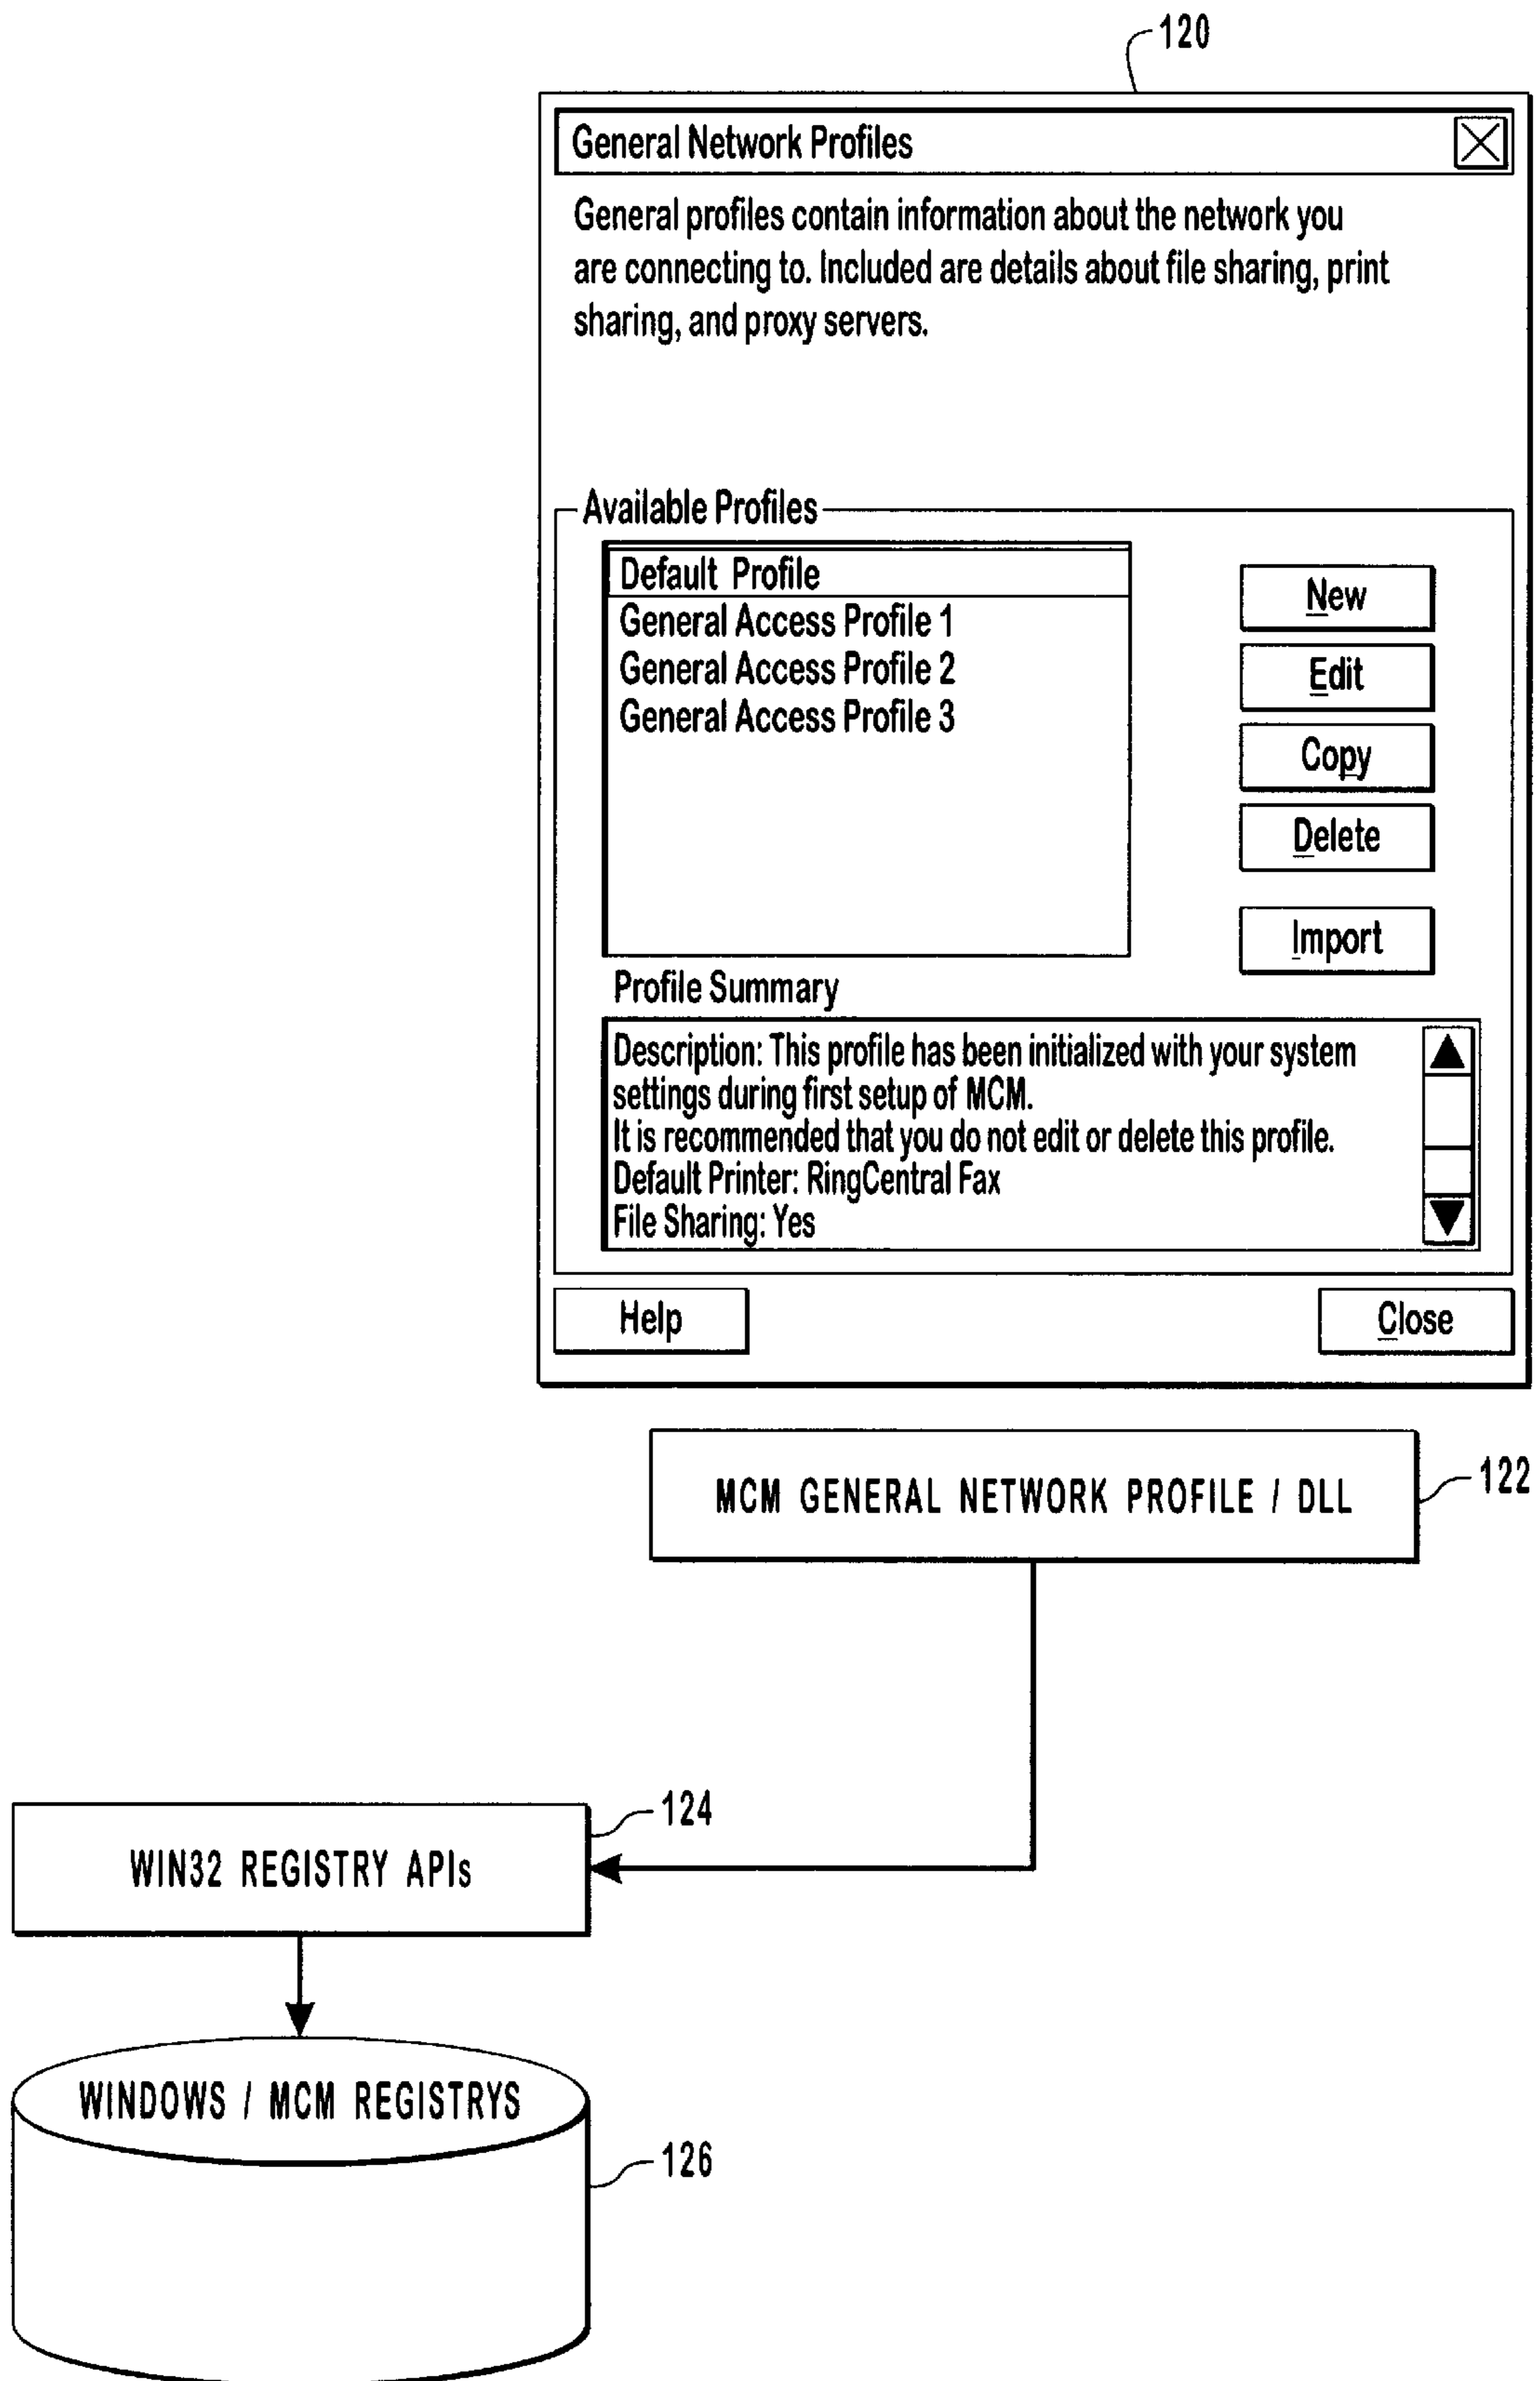 120
General Network Profiles
General profiles contain information about the network you
are connecting to. Included are details about file sharing, print
sharing, and proxy servers.
Available Profiles
Default Profile
General Access Profile 1
General Access Profile 2
General Access Profile 3
New
Edit
Copy
Delete
Import
Profile Summary
Description: This profile has been initialized with your system
settings during first setup of MCM.
It is recommended that you do not edit or delete this profile.
Default Printer: RingCentral Fax
File Sharing: Yes
Help
Close
MCM GENERAL NETWORK PROFILE / DLL
122
124
WIN32 REGISTRY APIs
WINDOWS / MCM REGISTRYS
126